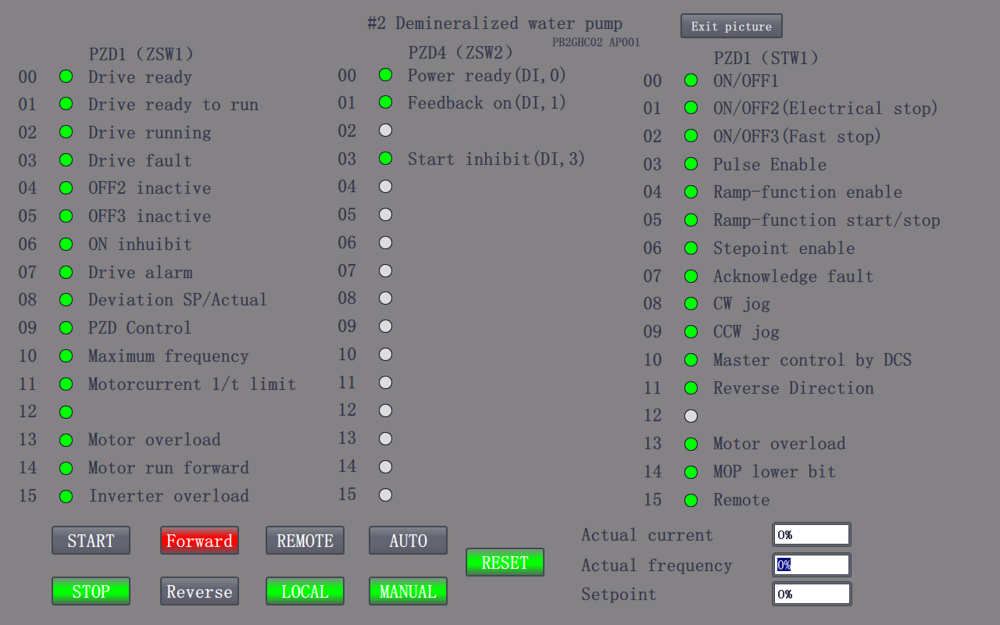 #2 Demineralized water pump
PB2GHC02 AP001
Exit picture
PZD1（ZSW1）
00 Drive ready
01 Drive ready to run
02 Drive running
03 Drive fault
04 OFF2 inactive
05 OFF3 inactive
06 ON inhuibit
07 Drive alarm
08 Deviation SP/Actual
09 PZD Control
10 Maximum frequency
11 Motorcurrent 1/t limit
12
13 Motor overload
14 Motor run forward
15 Inverter overload
PZD4（ZSW2）
00 Power ready(DI,0)
01 Feedback on(DI,1)
02
03 Start inhibit(DI,3)
04
05
06
07
08
09
10
11
12
13
14
15
PZD1（STW1）
00 ON/OFF1
01 ON/OFF2(Electrical stop)
02 ON/OFF3(Fast stop)
03 Pulse Enable
04 Ramp-function enable
05 Ramp-function start/stop
06 Stepoint enable
07 Acknowledge fault
08 CW jog
09 CCW jog
10 Master control by DCS
11 Reverse Direction
12
13 Motor overload
14 MOP lower bit
15 Remote
START Forward REMOTE AUTO
RESET
STOP Reverse LOCAL MANUAL
Actual current 0%
Actual frequency 0%
Setpoint 0%